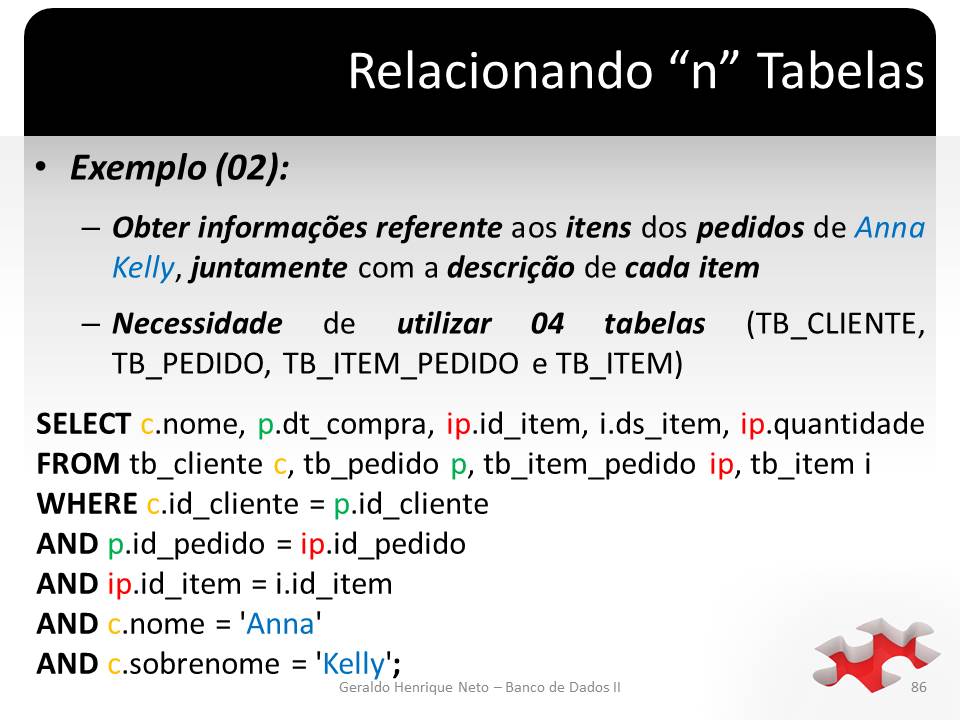 Relacionando “n” Tabelas
• Exemplo (02):
– Obter informações referente aos itens dos pedidos de Anna
Kelly, juntamente com a descrição de cada item
– Necessidade de utilizar 04 tabelas (TB_CLIENTE,
TB_PEDIDO, TB_ITEM_PEDIDO e TB_ITEM)
SELECT c.nome, p.dt_compra, ip.id_item, i.ds_item, ip.quantidade
FROM tb_cliente c, tb_pedido p, tb_item_pedido ip, tb_item i
WHERE c.id_cliente = p.id_cliente
AND p.id_pedido = ip.id_pedido
AND ip.id_item = i.id_item
AND c.nome = 'Anna'
AND c.sobrenome = 'Kelly';
Geraldo Henrique Neto – Banco de Dados II
86